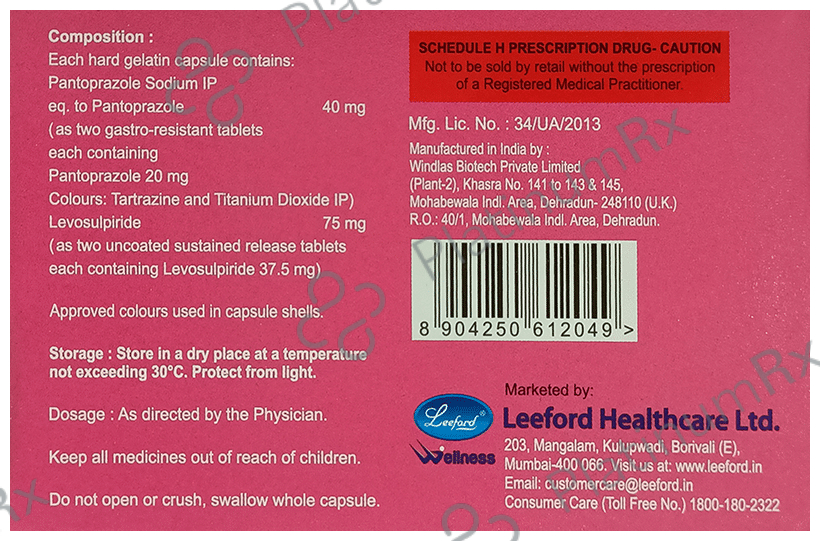 Composition :
Each hard gelatin capsule contains:
Pantoprazole Sodium IP
eq. to Pantoprazole 40 mg
(as two gastro-resistant tablets
each containing
Pantoprazole 20 mg
Colours: Tartrazine and Titanium Dioxide IP)
Levosulpiride 75 mg
(as two uncoated sustained release tablets
each containing Levosulpiride 37.5 mg)
Approved colours used in capsule shells.
Storage : Store in a dry place at a temperature
not exceeding 30°C. Protect from light.
Dosage : As directed by the Physician.
Keep all medicines out of reach of children.
Do not open or crush, swallow whole capsule.
SCHEDULE H PRESCRIPTION DRUG- CAUTION
Not to be sold by retail without the prescription
of a Registered Medical Practitioner.
Mfg. Lic. No. : 34/UA/2013
Manufactured in India by :
Windlas Biotech Private Limited
(Plant-2), Khasra No. 141 to 143 & 145,
Mohabewala Indl. Area, Dehradun- 248110 (U.K.)
R.O.: 40/1, Mohabewala Indl. Area, Dehradun.
8 904250 612049 >
Marketed by:
Leeford® Leeford Healthcare Ltd.
Wellness
203, Mangalam, Kulupwadi, Borivali (E),
Mumbai-400 066. Visit us at: www.leeford.in
Email: customercare@leeford.in
Consumer Care (Toll Free No.) 1800-180-2322
PlatinumRx
PlatinumRx
Rx